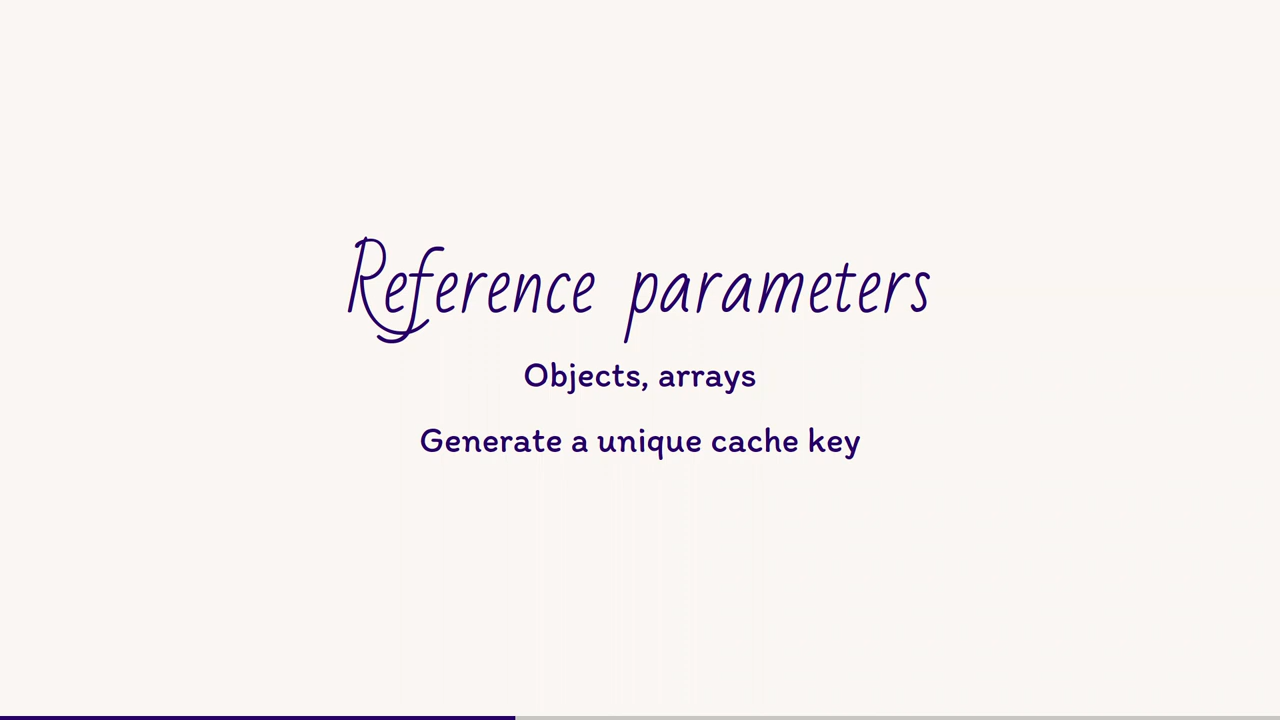 Reference parameters
Objects, arrays
Generate a unique cache key